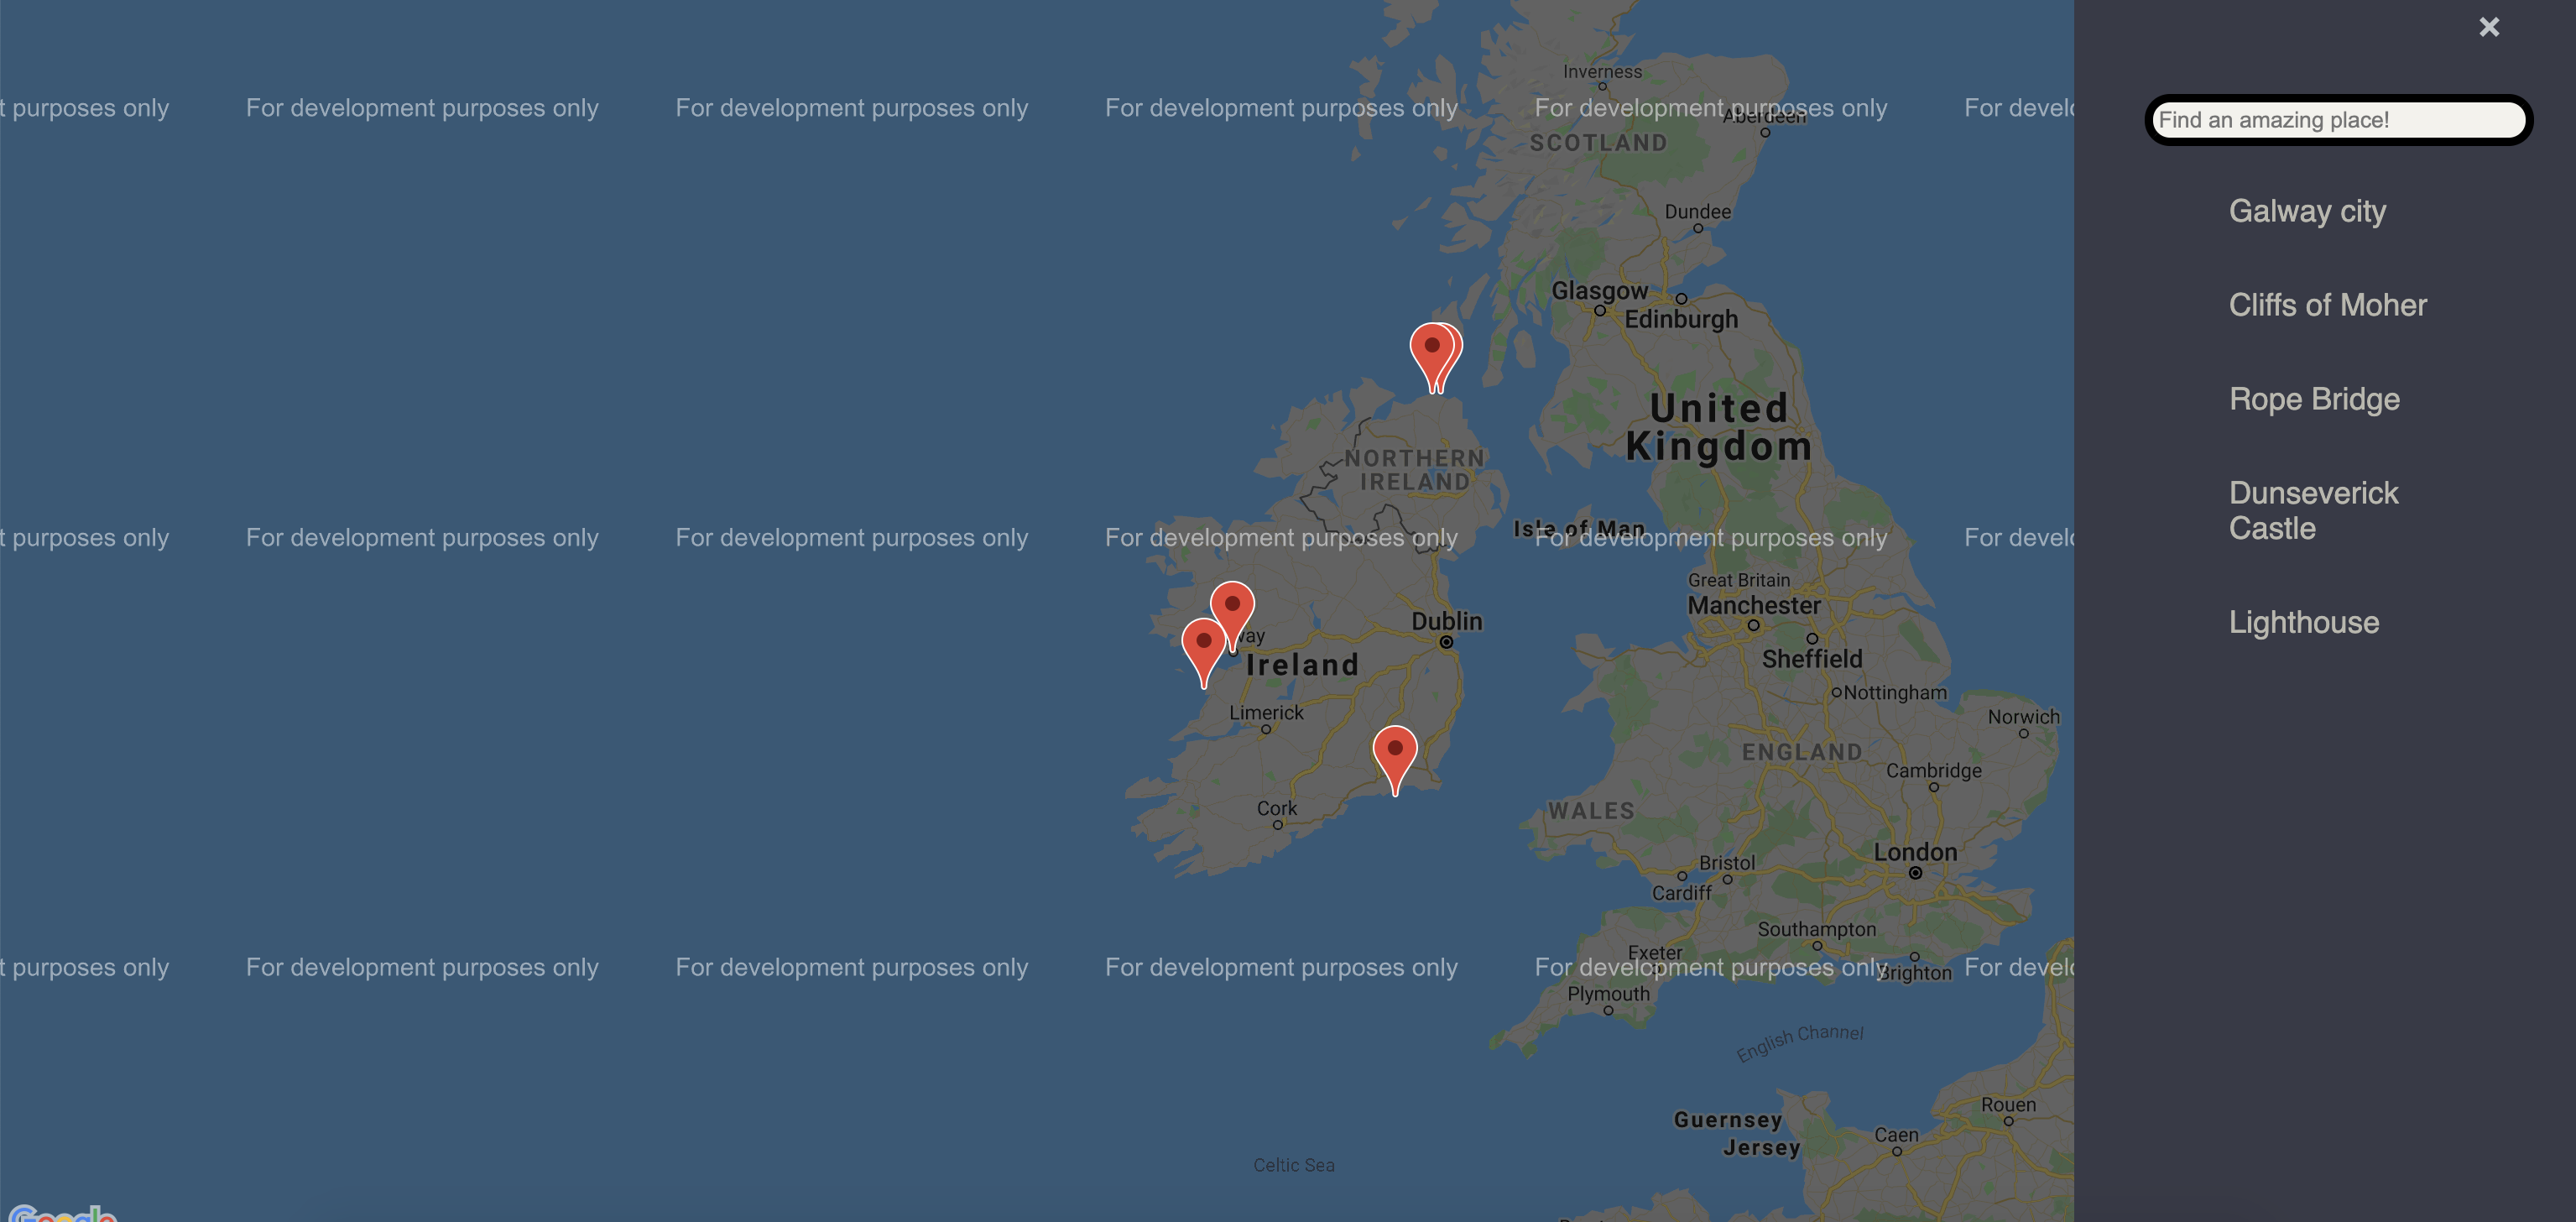 Inverness
t purposes only
For development purposes only
For development purposes only
For development purposes only
For development purposes only
For devel
Aberdeen
SCOTLAND
Dundee
Glasgow
Edinburgh
United
Kingdom
NORTHERN
IRELAND
Isle of Man
t purposes only
For development purposes only
For development purposes only
For development purposes only
For development purposes only
For devel
Great Britain
Manchester
Dublin
way
Ireland
Sheffield
Nottingham
Limerick
Norwich
ENGLAND
Cambridge
Cork
WALES
London
Bristol
Cardiff
Southampton
Exeter
t purposes only
For development purposes only
For development purposes only
For development purposes only
For development purposes only
For devel
Brighton
Plymouth
English Channel
Rouen
Guernsey
Caen
Jersey
Celtic Sea
Google
×
Find an amazing place!
Galway city
Cliffs of Moher
Rope Bridge
Dunseverick
Castle
Lighthouse